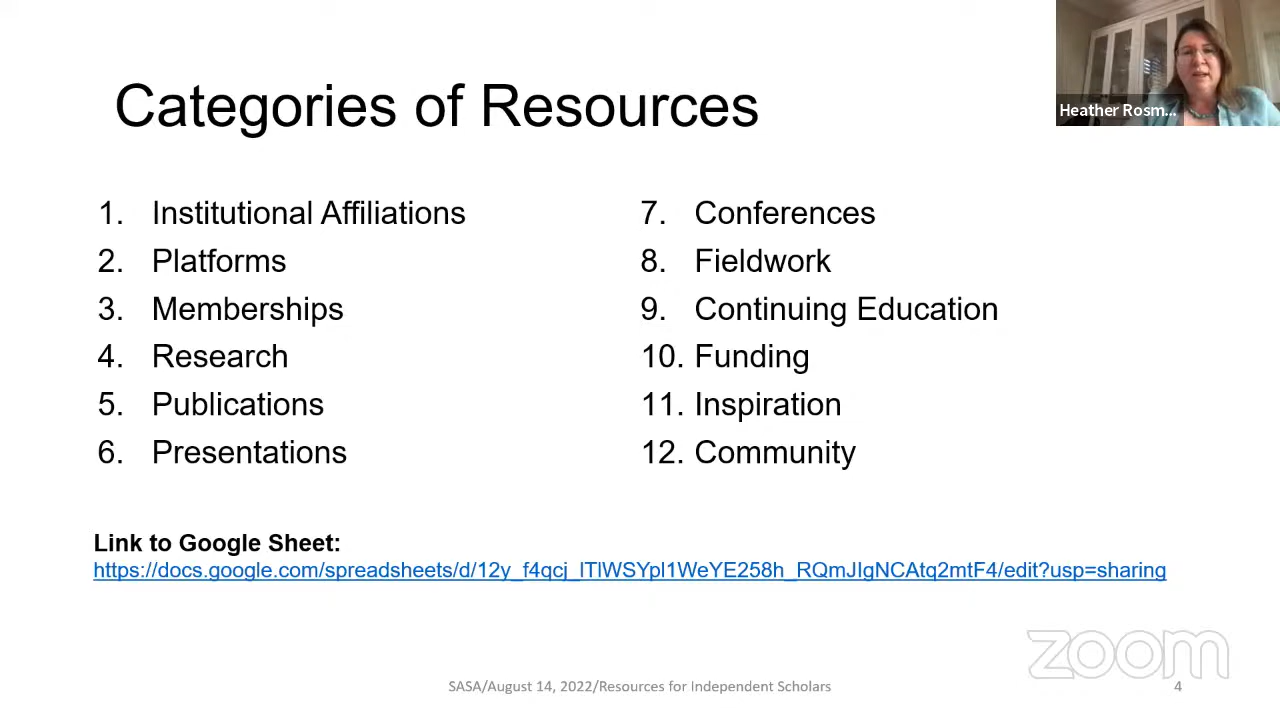 Categories of Resources
Heather Rosm...
1. Institutional Affiliations
2. Platforms
3. Memberships
4. Research
5. Publications
6. Presentations
7. Conferences
8. Fieldwork
9. Continuing Education
10. Funding
11. Inspiration
12. Community
Link to Google Sheet:
https://docs.google.com/spreadsheets/d/12y_f4qcj_lTlWSYpl1WeYE258h_RQmJIgNCAtq2mtF4/edit?usp=sharing
zoom
SASA/August 14, 2022/Resources for Independent Scholars
4